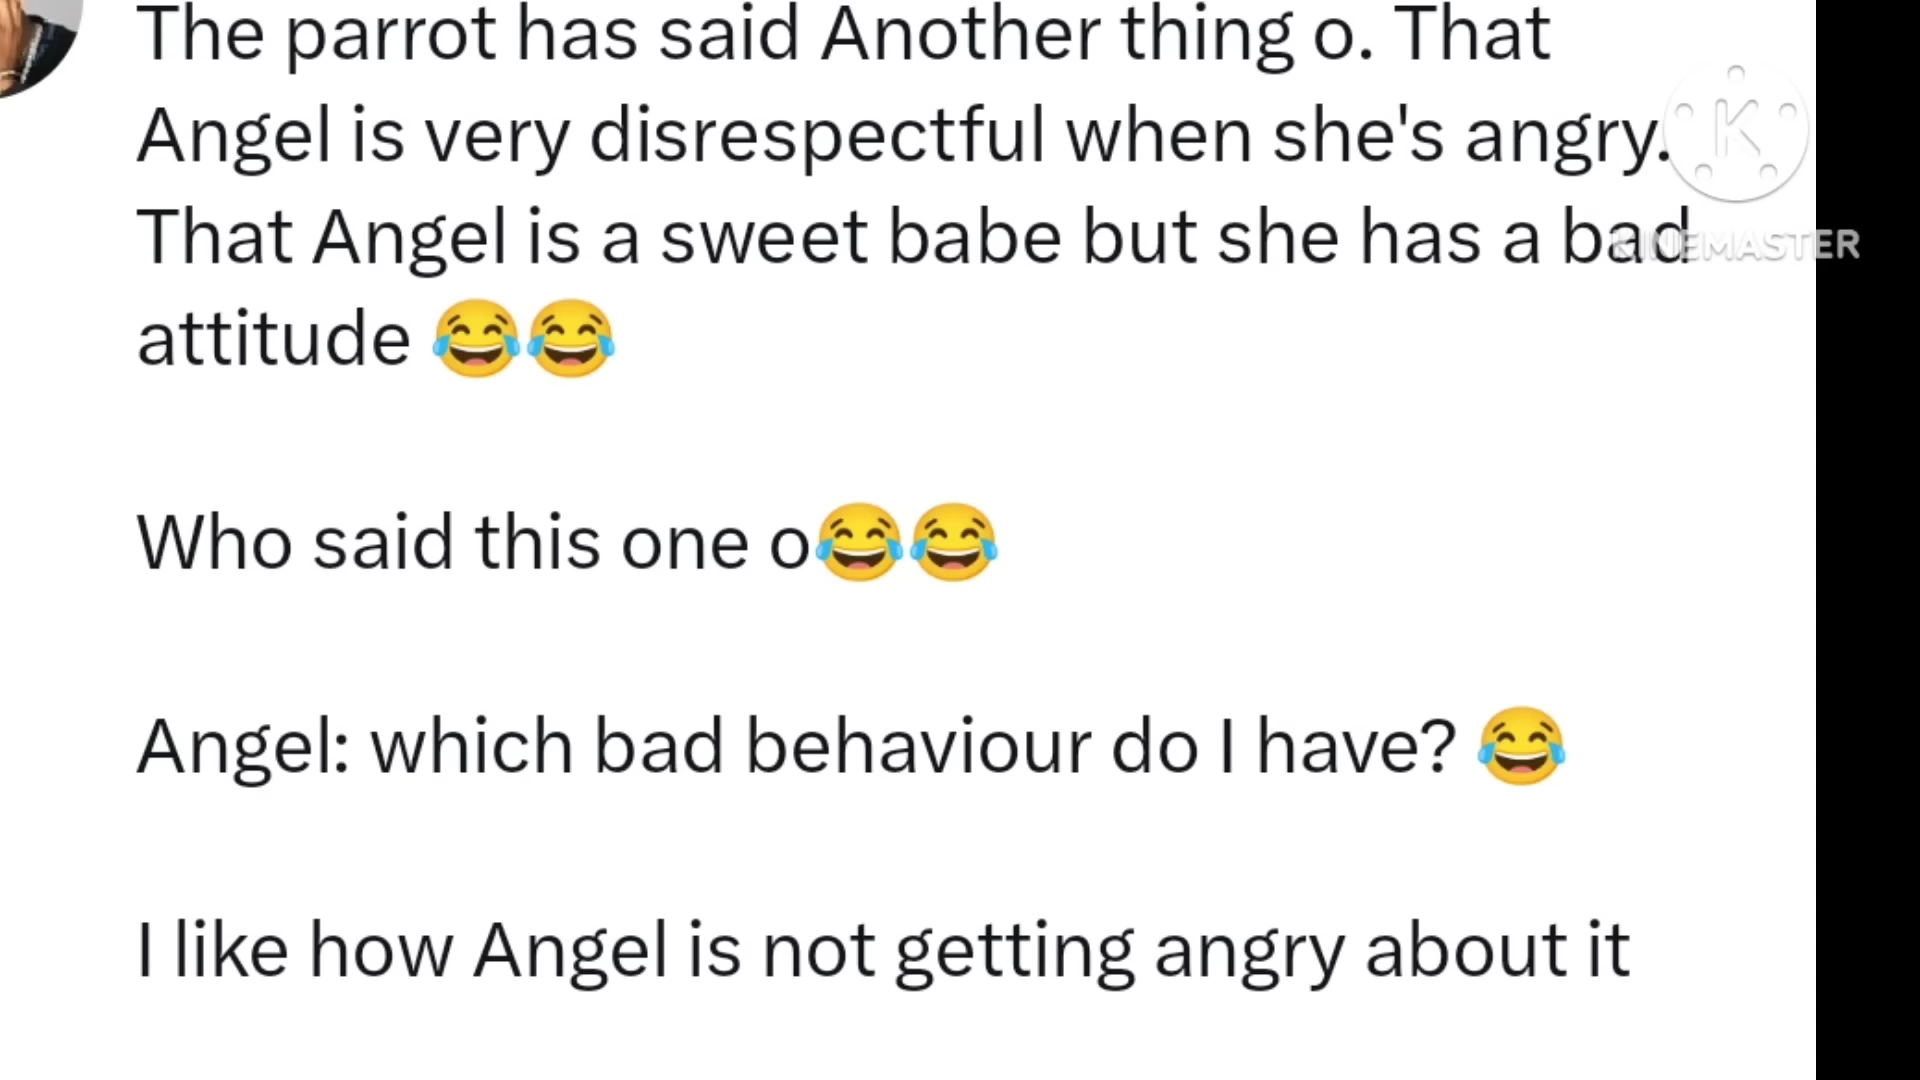 The parrot has said Another thing o. That
Angel is very disrespectful when she's angry.
That Angel is a sweet babe but she has a bad
attitude 😂😂
Who said this one o😂😂
Angel: which bad behaviour do I have? 😂
I like how Angel is not getting angry about it
K
KINEMASTER